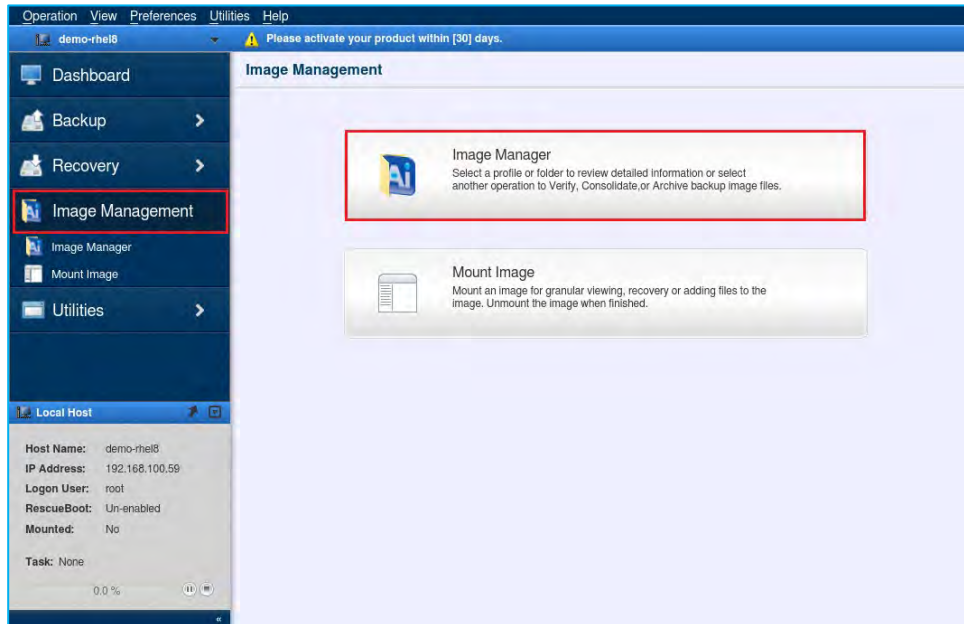 Operation View Preferences Utilities Help
demo-rhel8
Please activate your product within [30] days.
Dashboard
Backup
Recovery
Image Management
Image Manager
Mount Image
Utilities
Image Management
Image Manager
Select a profile or folder to review detailed information or select
another operation to Verify, Consolidate,or Archive backup image files.
Mount Image
Mount an image for granular viewing, recovery or adding files to the
image. Unmount the image when finished.
Local Host
Host Name: demo-rhel8
IP Address: 192.168.100.59
Logon User: root
RescueBoot: Un-enabled
Mounted: No
Task: None
0.0 %